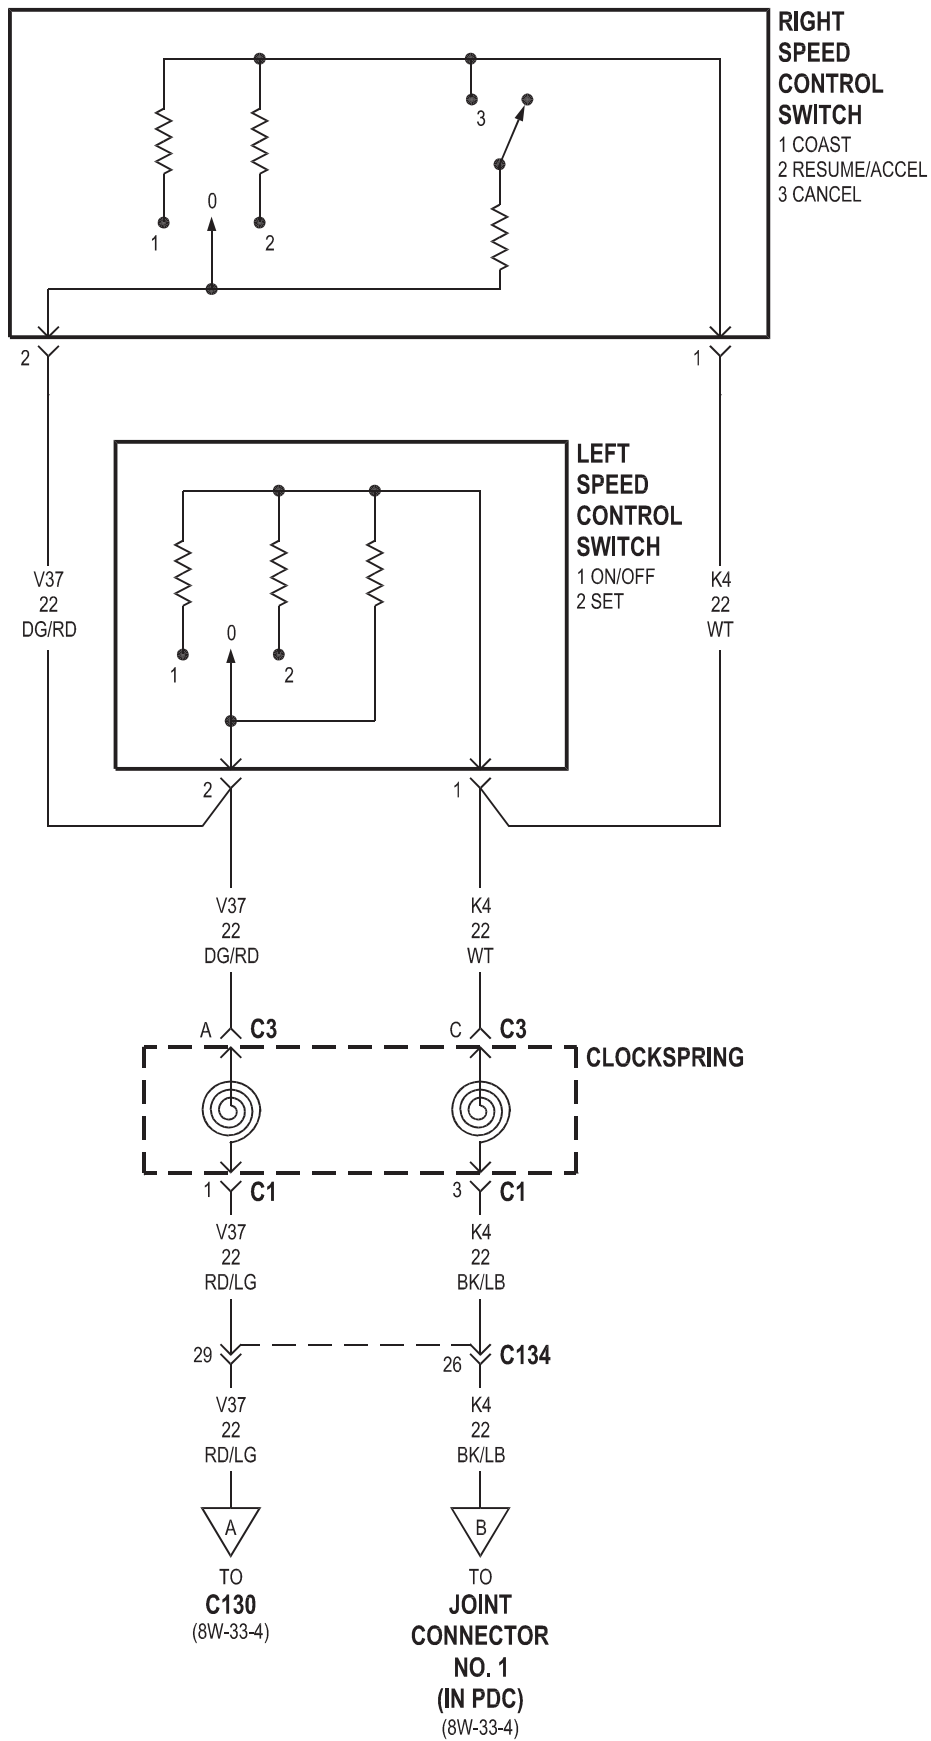 RIGHT
SPEED
CONTROL
SWITCH
1 COAST
2 RESUME/ACCEL
3 CANCEL
3
0
1
2
2
1
LEFT
SPEED
CONTROL
SWITCH
1 ON/OFF
2 SET
V37
22
DG/RD
K4
22
WT
0
1
2
2
1
V37
22
DG/RD
K4
22
WT
A
C3
C
C3
CLOCKSPRING
1
C1
3
C1
V37
22
RD/LG
K4
22
BK/LB
29
26
C134
V37
22
RD/LG
K4
22
BK/LB
A
B
TO
C130
(8W-33-4)
TO
JOINT
CONNECTOR
NO. 1
(IN PDC)
(8W-33-4)